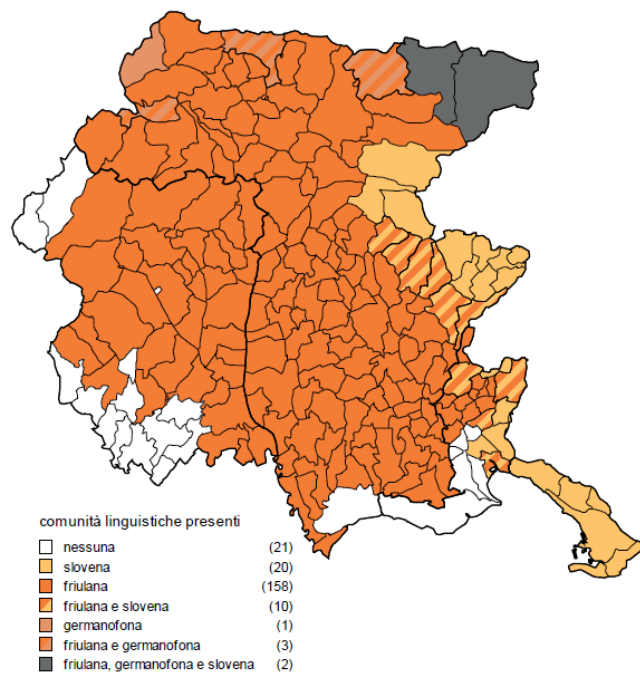 comunità linguistiche presenti
nessuna (21)
slovena (20)
friulana (158)
friulana e slovena (10)
germanofona (1)
friulana e germanofona (3)
friulana, germanofona e slovena (2)